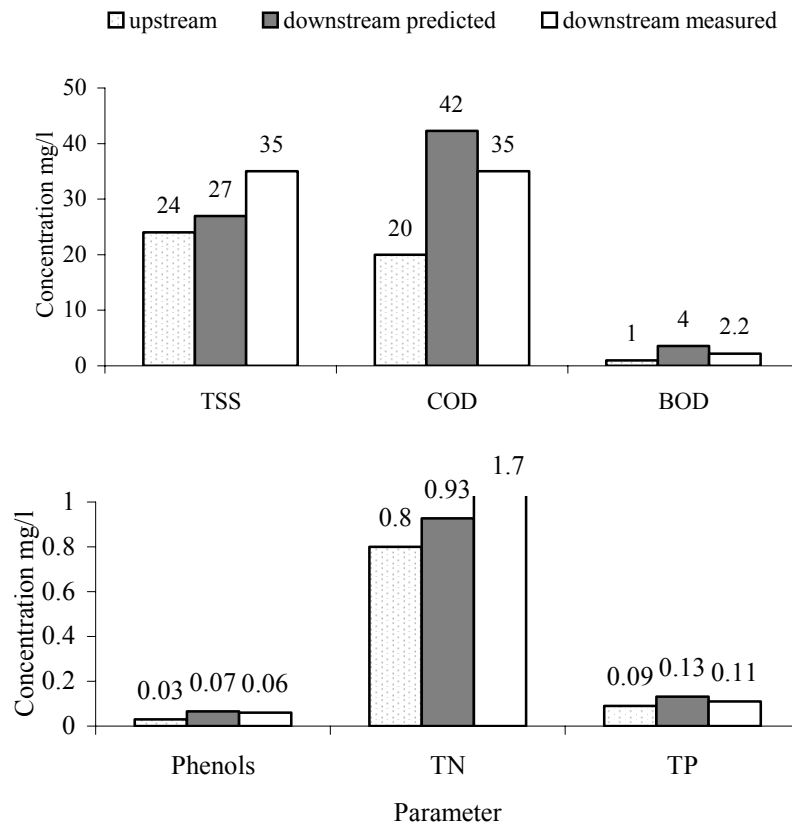 upstream downstream predicted downstream measured
Concentration mg/l
50
40
30
20
10
0
24 27 35
20 42 35
1 4 2.2
TSS COD BOD
Concentration mg/l
1
0.8
0.6
0.4
0.2
0
0.03 0.07 0.06
0.8 0.93 1.7
0.09 0.13 0.11
Phenols TN TP
Parameter